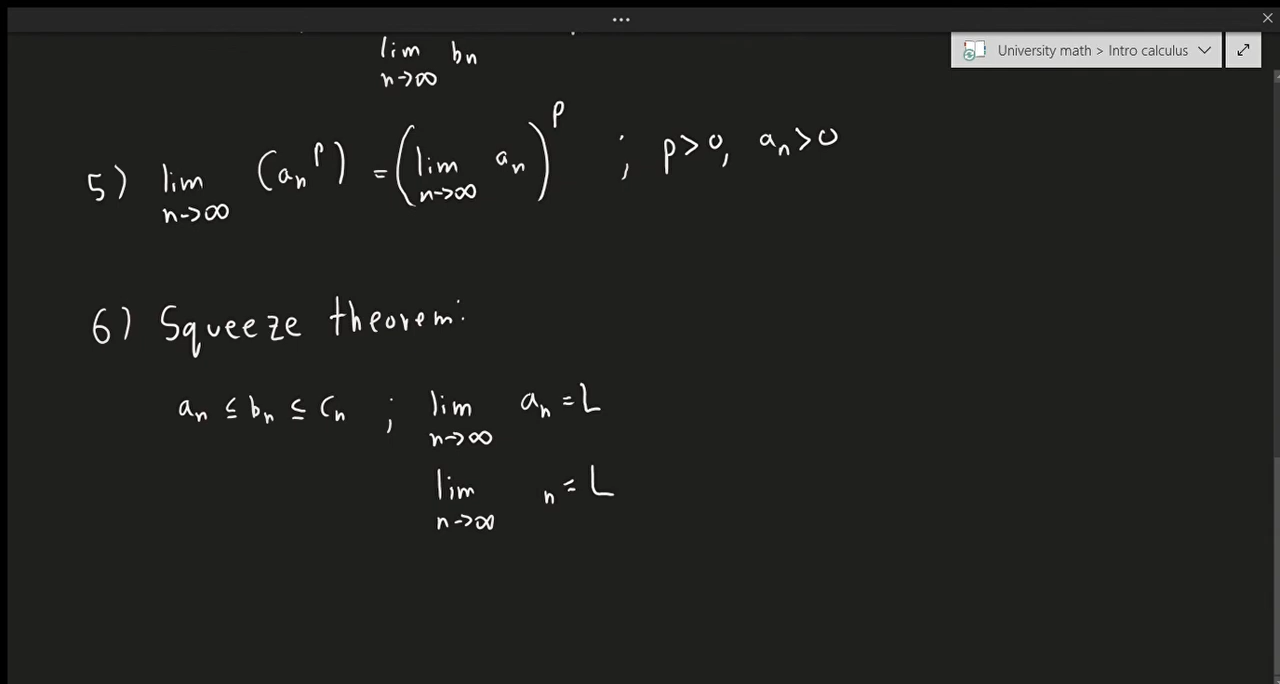 ...
University math > Intro calculus
lim bn
n→∞
5) lim (an^p) = (lim an)^p ; p>0, an>0
n→∞ n→∞
6) Squeeze theorem:
an ≤ bn ≤ cn ; lim an = L
n→∞
lim n = L
n→∞